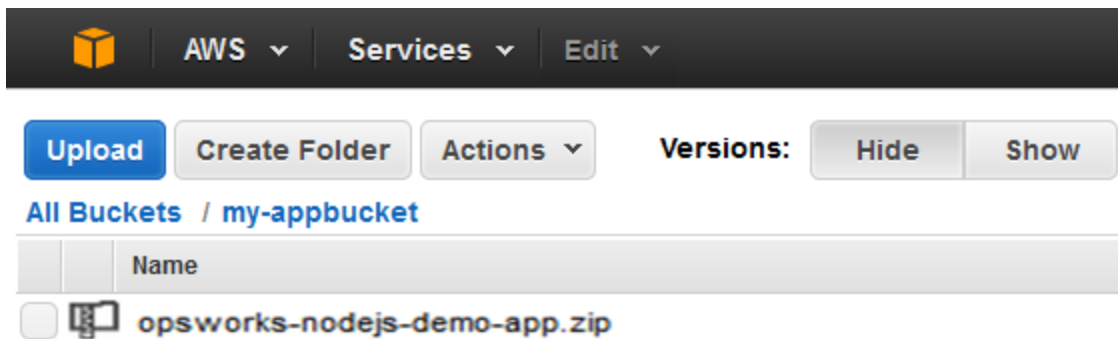 AWS Services Edit
Upload Create Folder Actions Versions: Hide Show
All Buckets / my-appbucket
Name
opsworks-nodejs-demo-app.zip